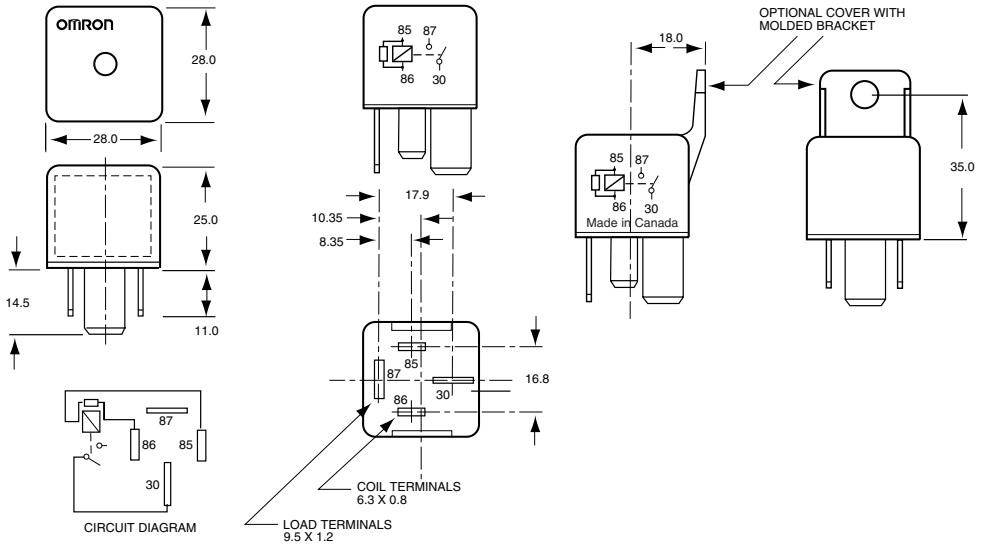 OMRON
28.0
28.0
85 87
86 30
18.0
OPTIONAL COVER WITH
MOLDED BRACKET
85 87
86 30
Made in Canada
35.0
25.0
14.5
11.0
17.9
10.35
8.35
85
87
30
86
16.8
COIL TERMINALS
6.3 X 0.8
LOAD TERMINALS
9.5 X 1.2
87
86
85
30
CIRCUIT DIAGRAM